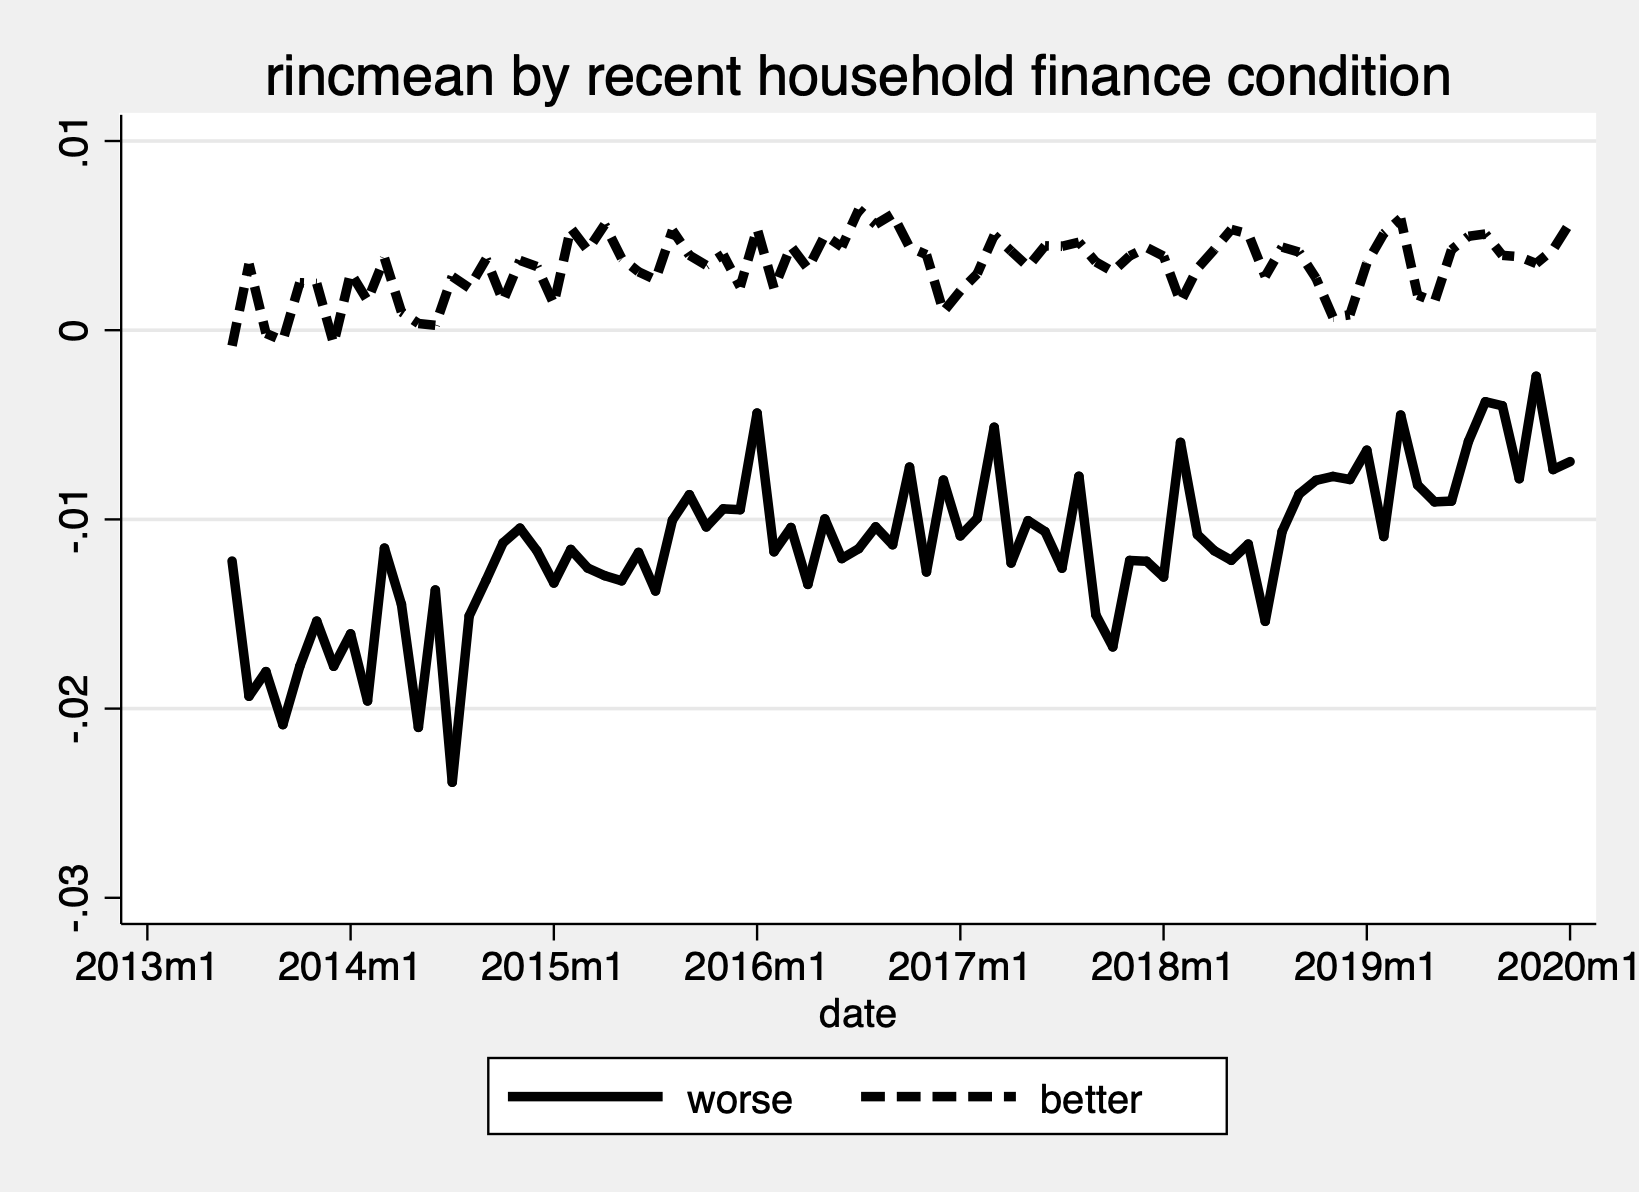 rincmean by recent household finance condition
.01
0
-.01
-.02
-.03
2013m1 2014m1 2015m1 2016m1 2017m1 2018m1 2019m1 2020m1
date
worse better